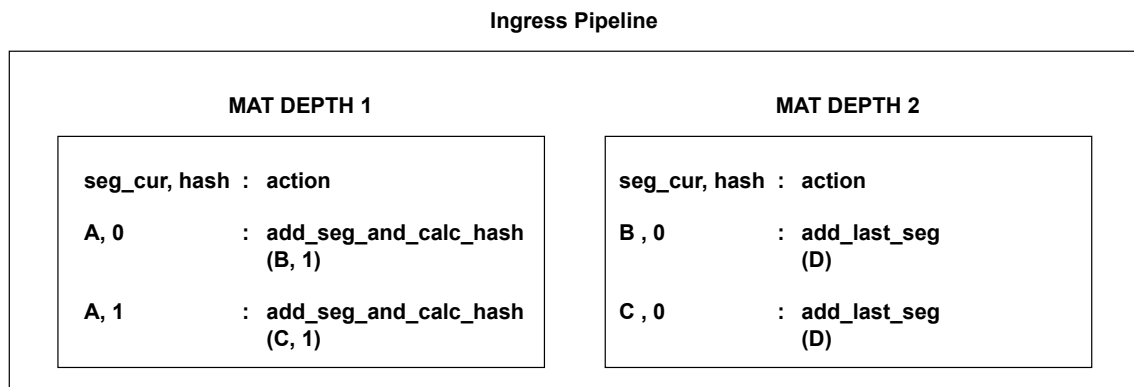 Ingress Pipeline
MAT DEPTH 1
seg_cur, hash : action
A, 0 : add_seg_and_calc_hash
(B, 1)
A, 1 : add_seg_and_calc_hash
(C, 1)
MAT DEPTH 2
seg_cur, hash : action
B , 0 : add_last_seg
(D)
C , 0 : add_last_seg
(D)